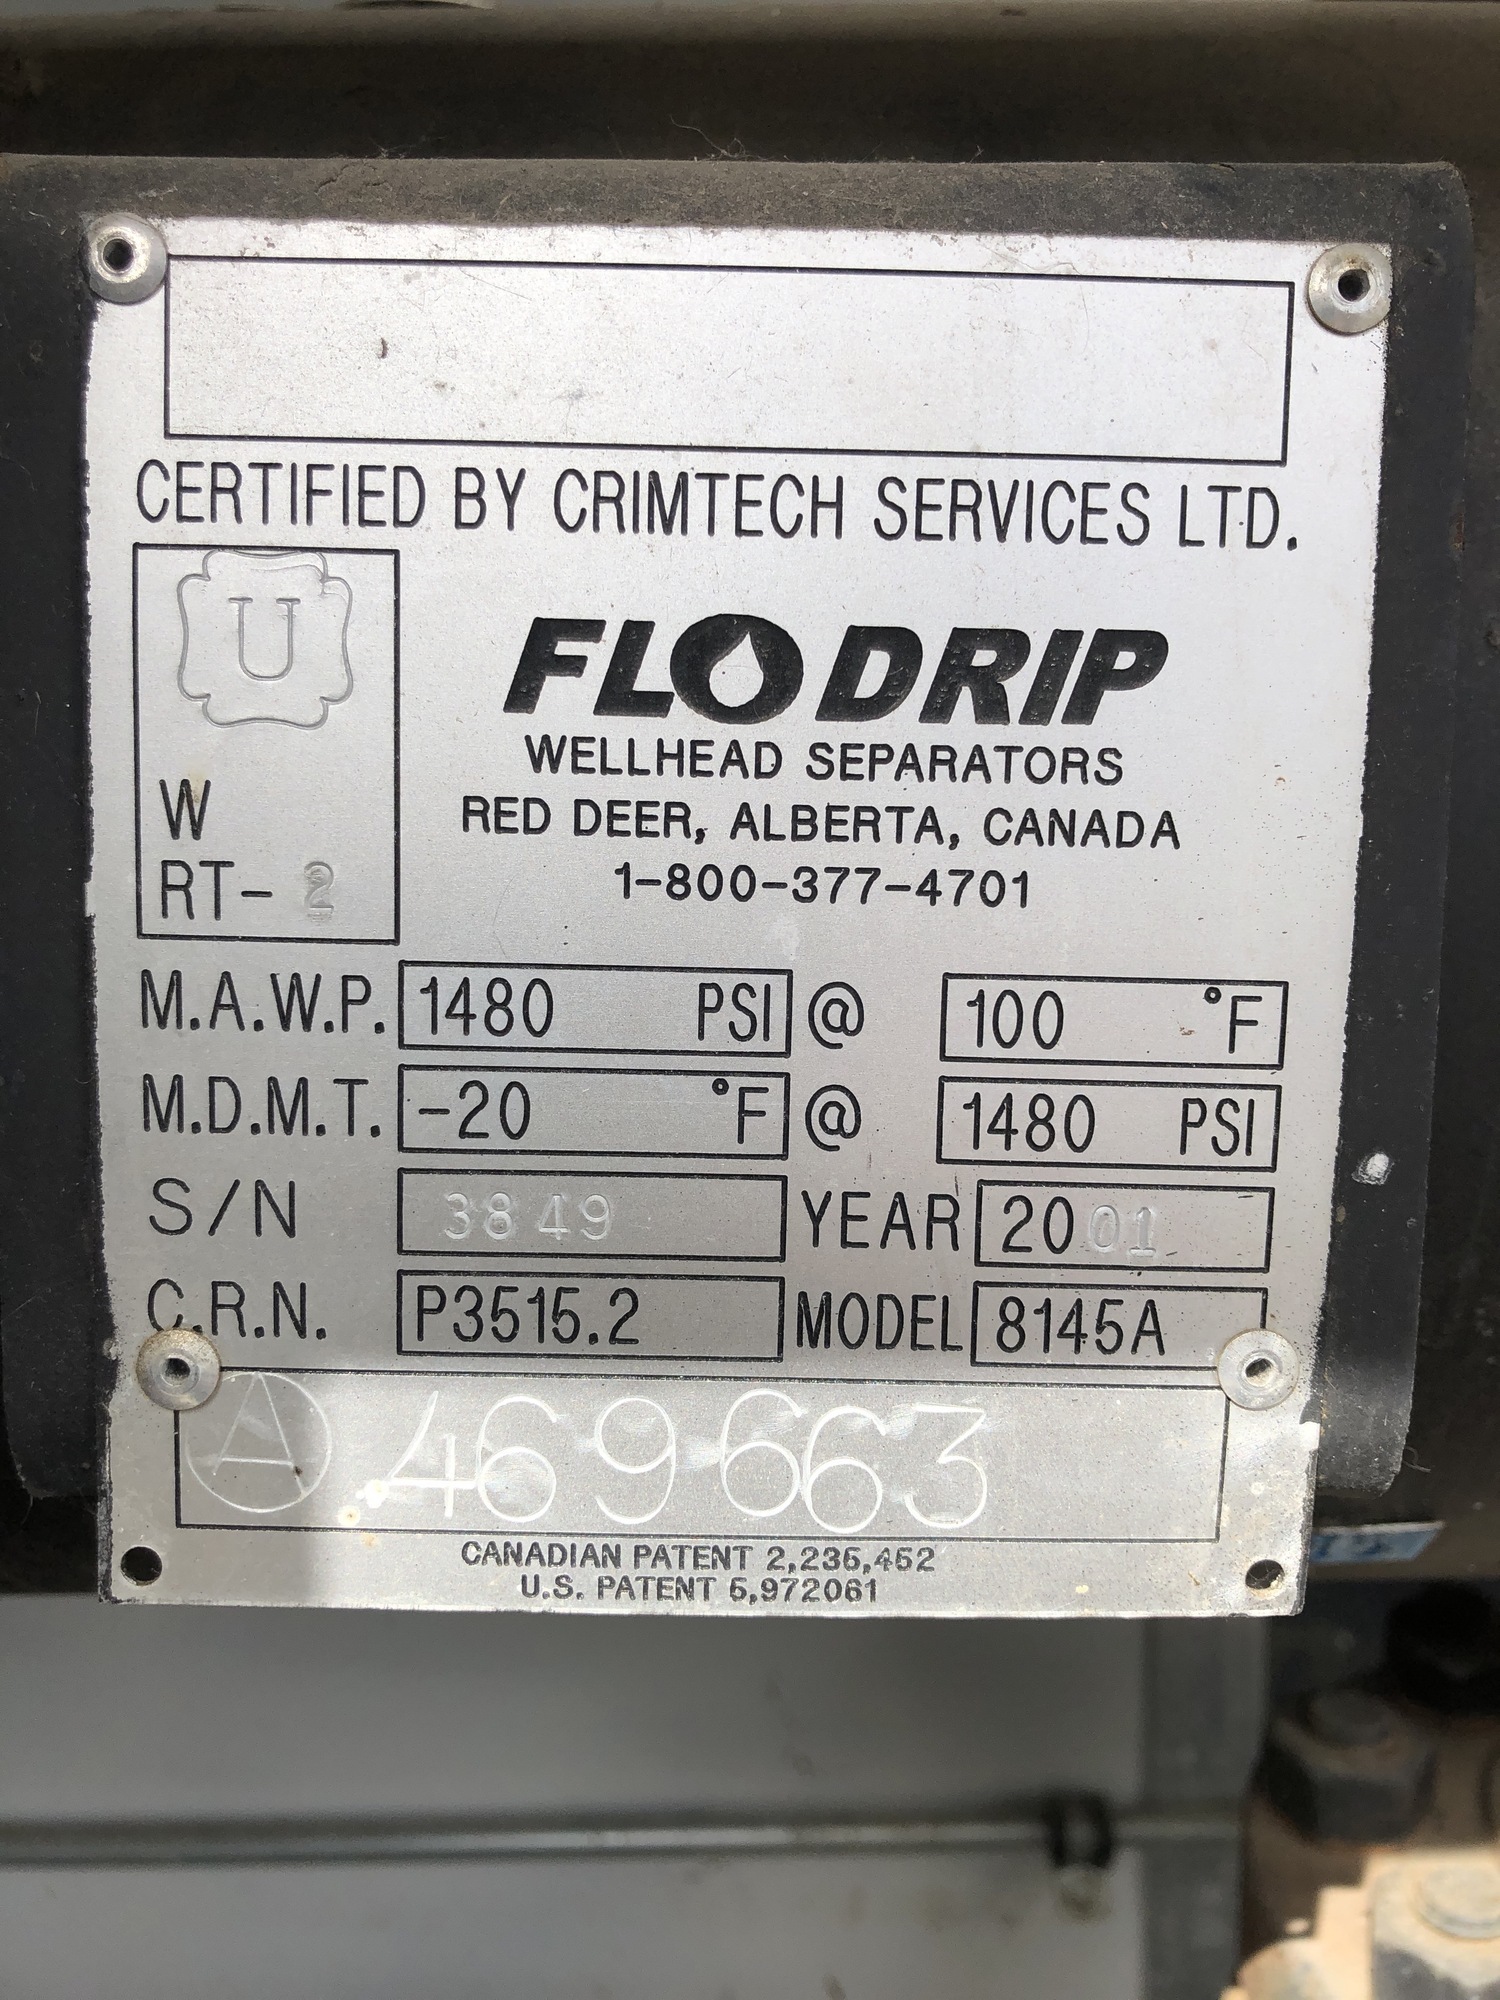 CERTIFIED BY CRIMTECH SERVICES LTD.
U
W
RT-2
FLODRIP
WELLHEAD SEPARATORS
RED DEER, ALBERTA, CANADA
1-800-377-4701
M.A.W.P. 1480 PSI @ 100 °F
M.D.M.T. -20 °F @ 1480 PSI
S/N 3849 YEAR 2001
C.R.N. P3515.2 MODEL 8145A
A 469663
CANADIAN PATENT 2,235,452
U.S. PATENT 5,972061